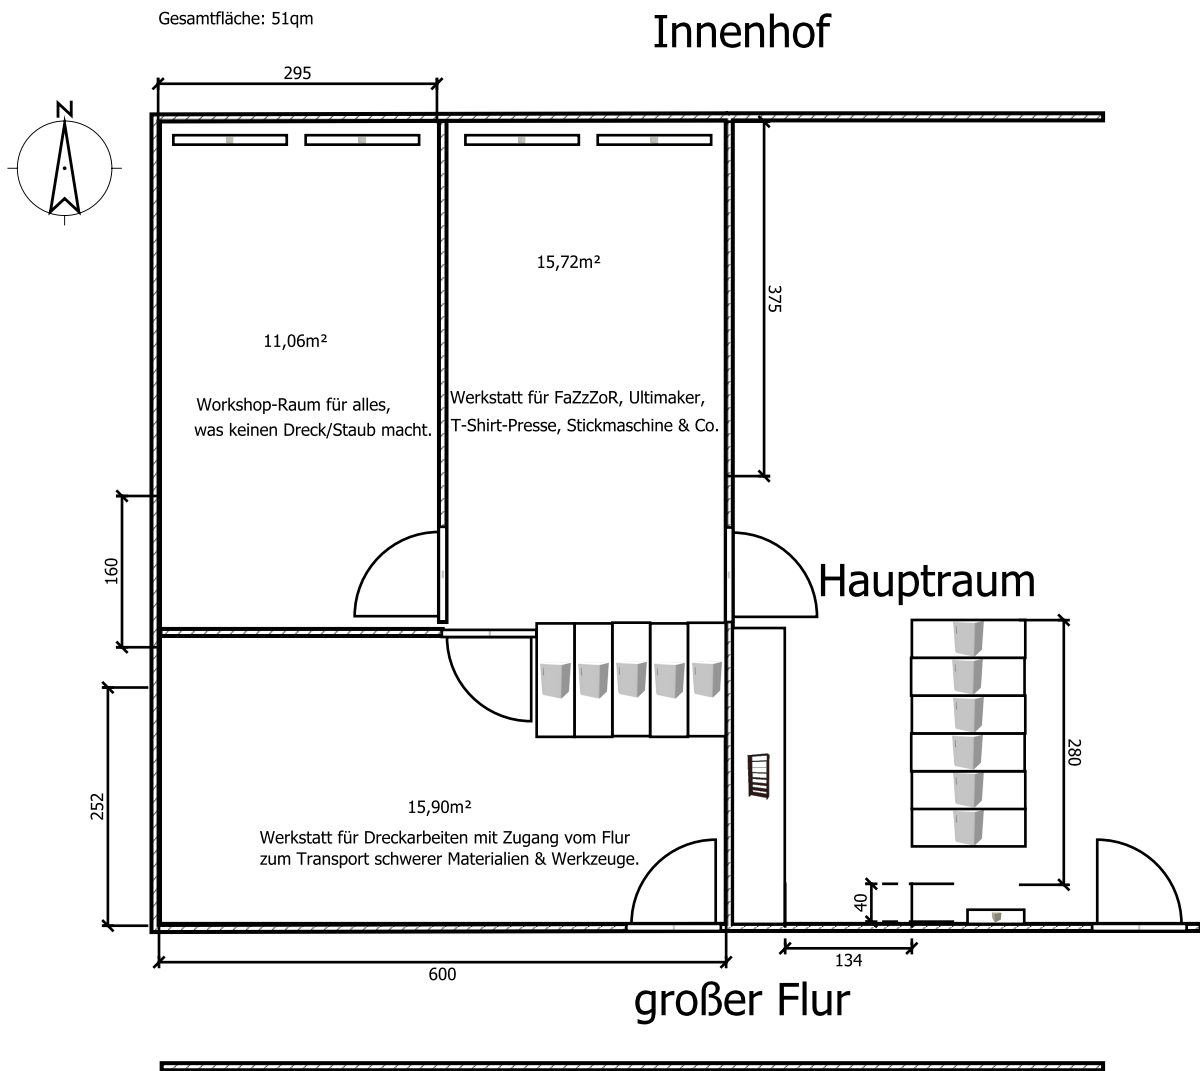 Gesamtfläche: 51qm
Innenhof
295
N
375
15,72m²
11,06m²
Werkstatt für FaZzZoR, Ultimaker,
T-Shirt-Presse, Stickmaschine & Co.
Workshop-Raum für alles,
was keinen Dreck/Staub macht.
160
Hauptraum
280
252
15,90m²
Werkstatt für Dreckarbeiten mit Zugang vom Flur
zum Transport schwerer Materialien & Werkzeuge.
40
134
600
großer Flur